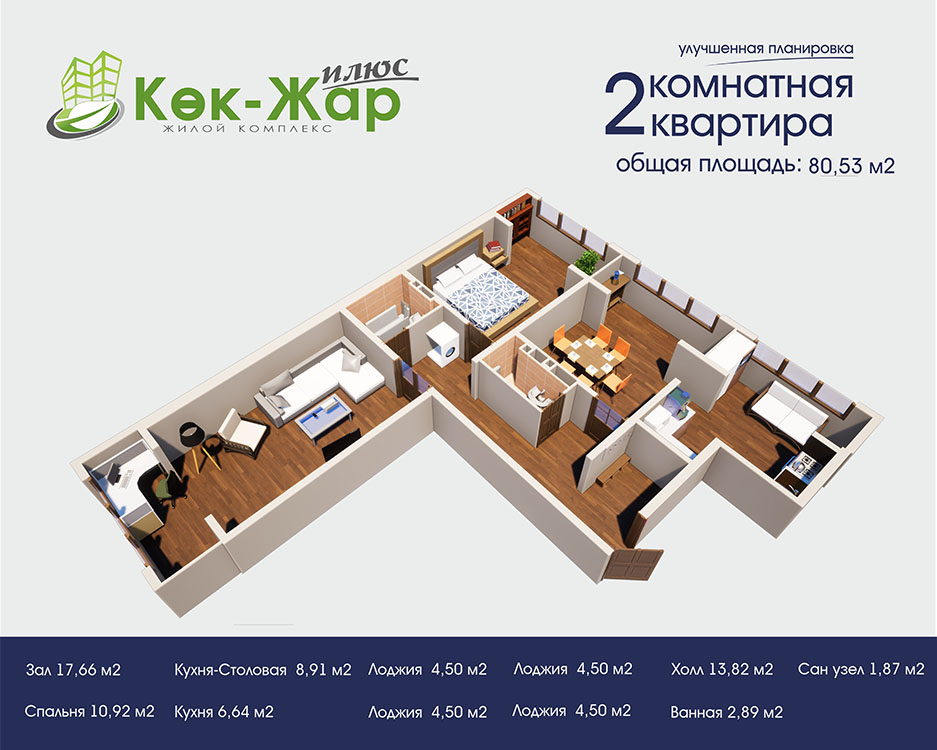 улучшенная планировка
Көк-Жар плюс
ЖИЛОЙ КОМПЛЕКС
2 комнатная
квартира
общая площадь: 80,53 м2
Зал 17,66 м2 Кухня-Столовая 8,91 м2 Лоджия 4,50 м2 Лоджия 4,50 м2 Холл 13,82 м2 Сан узел 1,87 м2
Спальня 10,92 м2 Кухня 6,64 м2 Лоджия 4,50 м2 Лоджия 4,50 м2 Ванная 2,89 м2